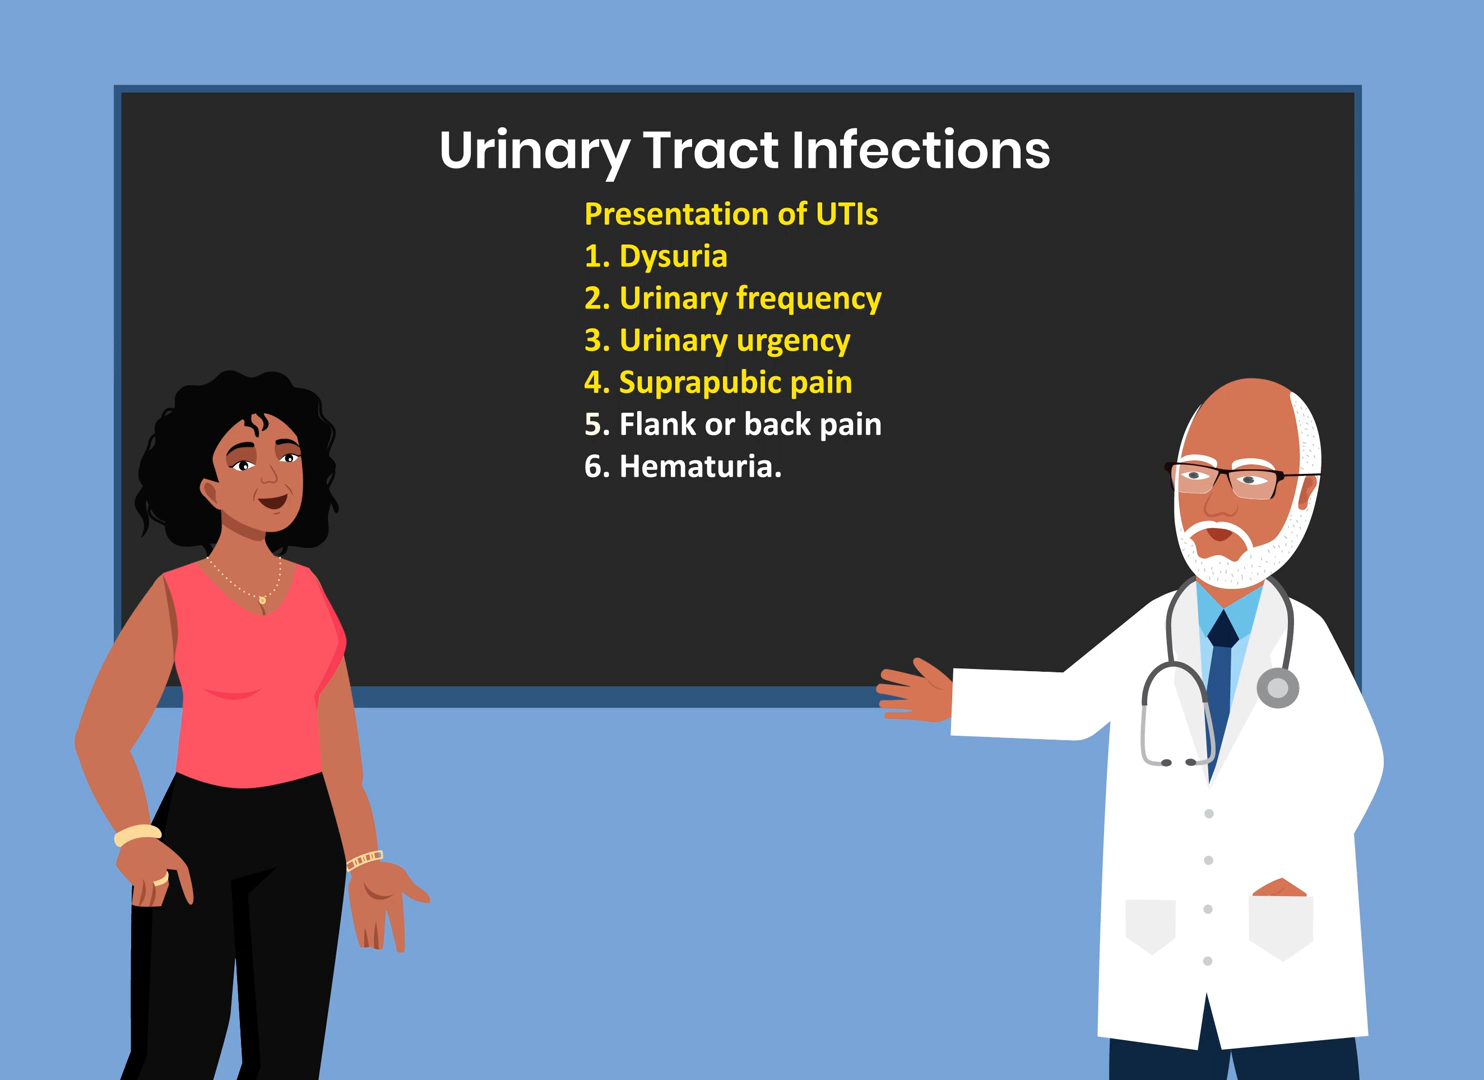 Urinary Tract Infections
Presentation of UTIs
1. Dysuria
2. Urinary frequency
3. Urinary urgency
4. Suprapubic pain
5. Flank or back pain
6. Hematuria.